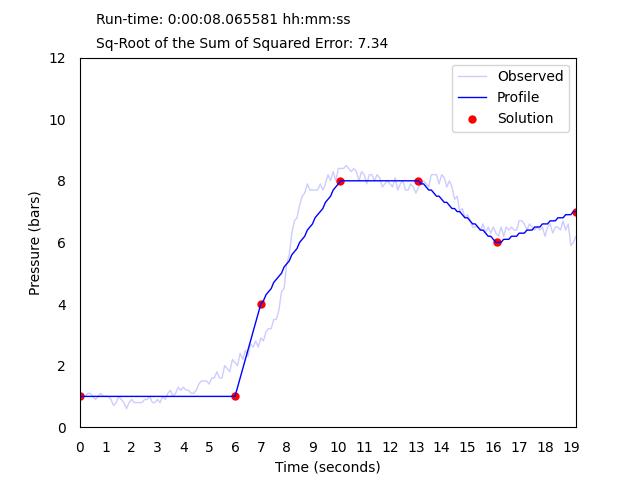 Run-time: 0:00:08.065581 hh:mm:ss
Sq-Root of the Sum of Squared Error: 7.34
12
10
8
6
4
2
0
Pressure (bars)
Observed
Profile
Solution
0 1 2 3 4 5 6 7 8 9 10 11 12 13 14 15 16 17 18 19
Time (seconds)